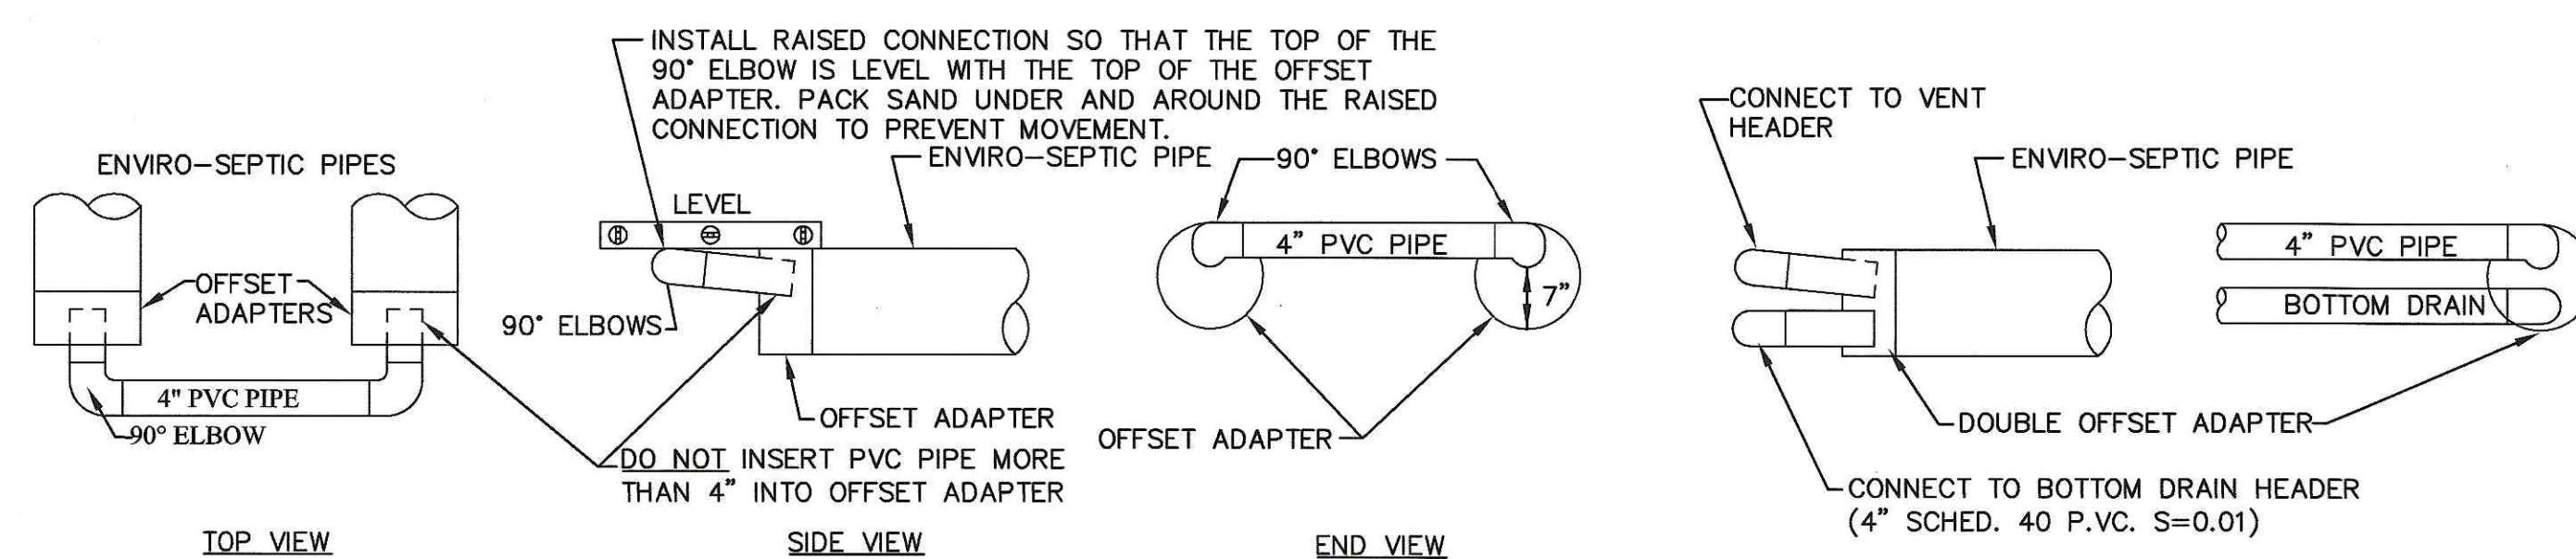 ENVIRO-SEPTIC PIPES
OFFSET
ADAPTERS
4" PVC PIPE
90° ELBOW
TOP VIEW
INSTALL RAISED CONNECTION SO THAT THE TOP OF THE
90° ELBOW IS LEVEL WITH THE TOP OF THE OFFSET
ADAPTER. PACK SAND UNDER AND AROUND THE RAISED
CONNECTION TO PREVENT MOVEMENT.
ENVIRO-SEPTIC PIPE
LEVEL
90° ELBOWS
OFFSET ADAPTER
DO NOT INSERT PVC PIPE MORE
THAN 4" INTO OFFSET ADAPTER
SIDE VIEW
90° ELBOWS
4" PVC PIPE
7"
OFFSET ADAPTER
END VIEW
CONNECT TO VENT
HEADER
ENVIRO-SEPTIC PIPE
4" PVC PIPE
BOTTOM DRAIN
DOUBLE OFFSET ADAPTER
CONNECT TO BOTTOM DRAIN HEADER
(4" SCHED. 40 P.VC. S=0.01)